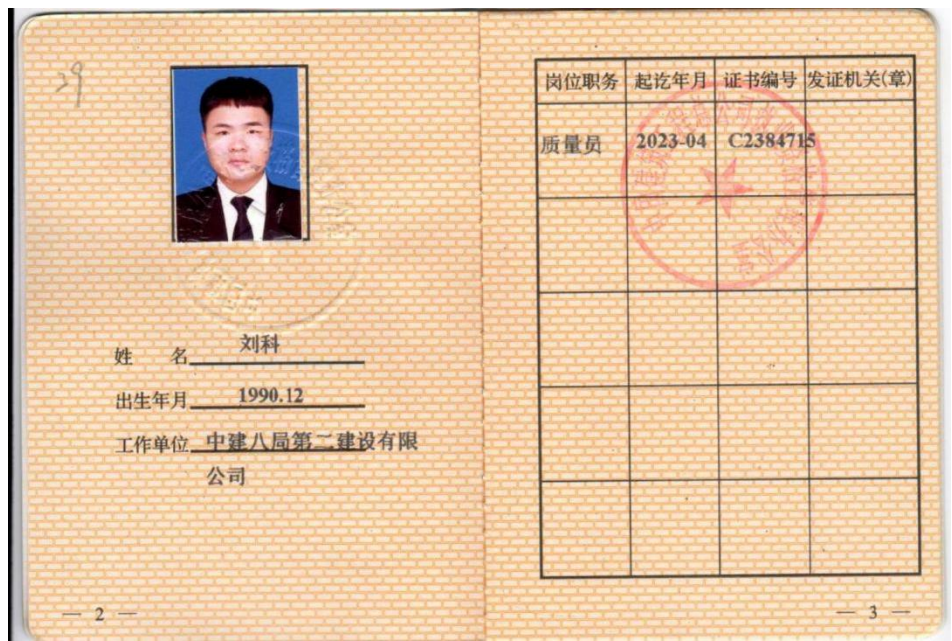 39
姓 名 刘科
出生年月 1990.12
工作单位 中建八局第二建设有限
公司
— 2 —
岗位职务 起讫年月 证书编号 发证机关(章)
质量员 2023-04 C2384715
— 3 —